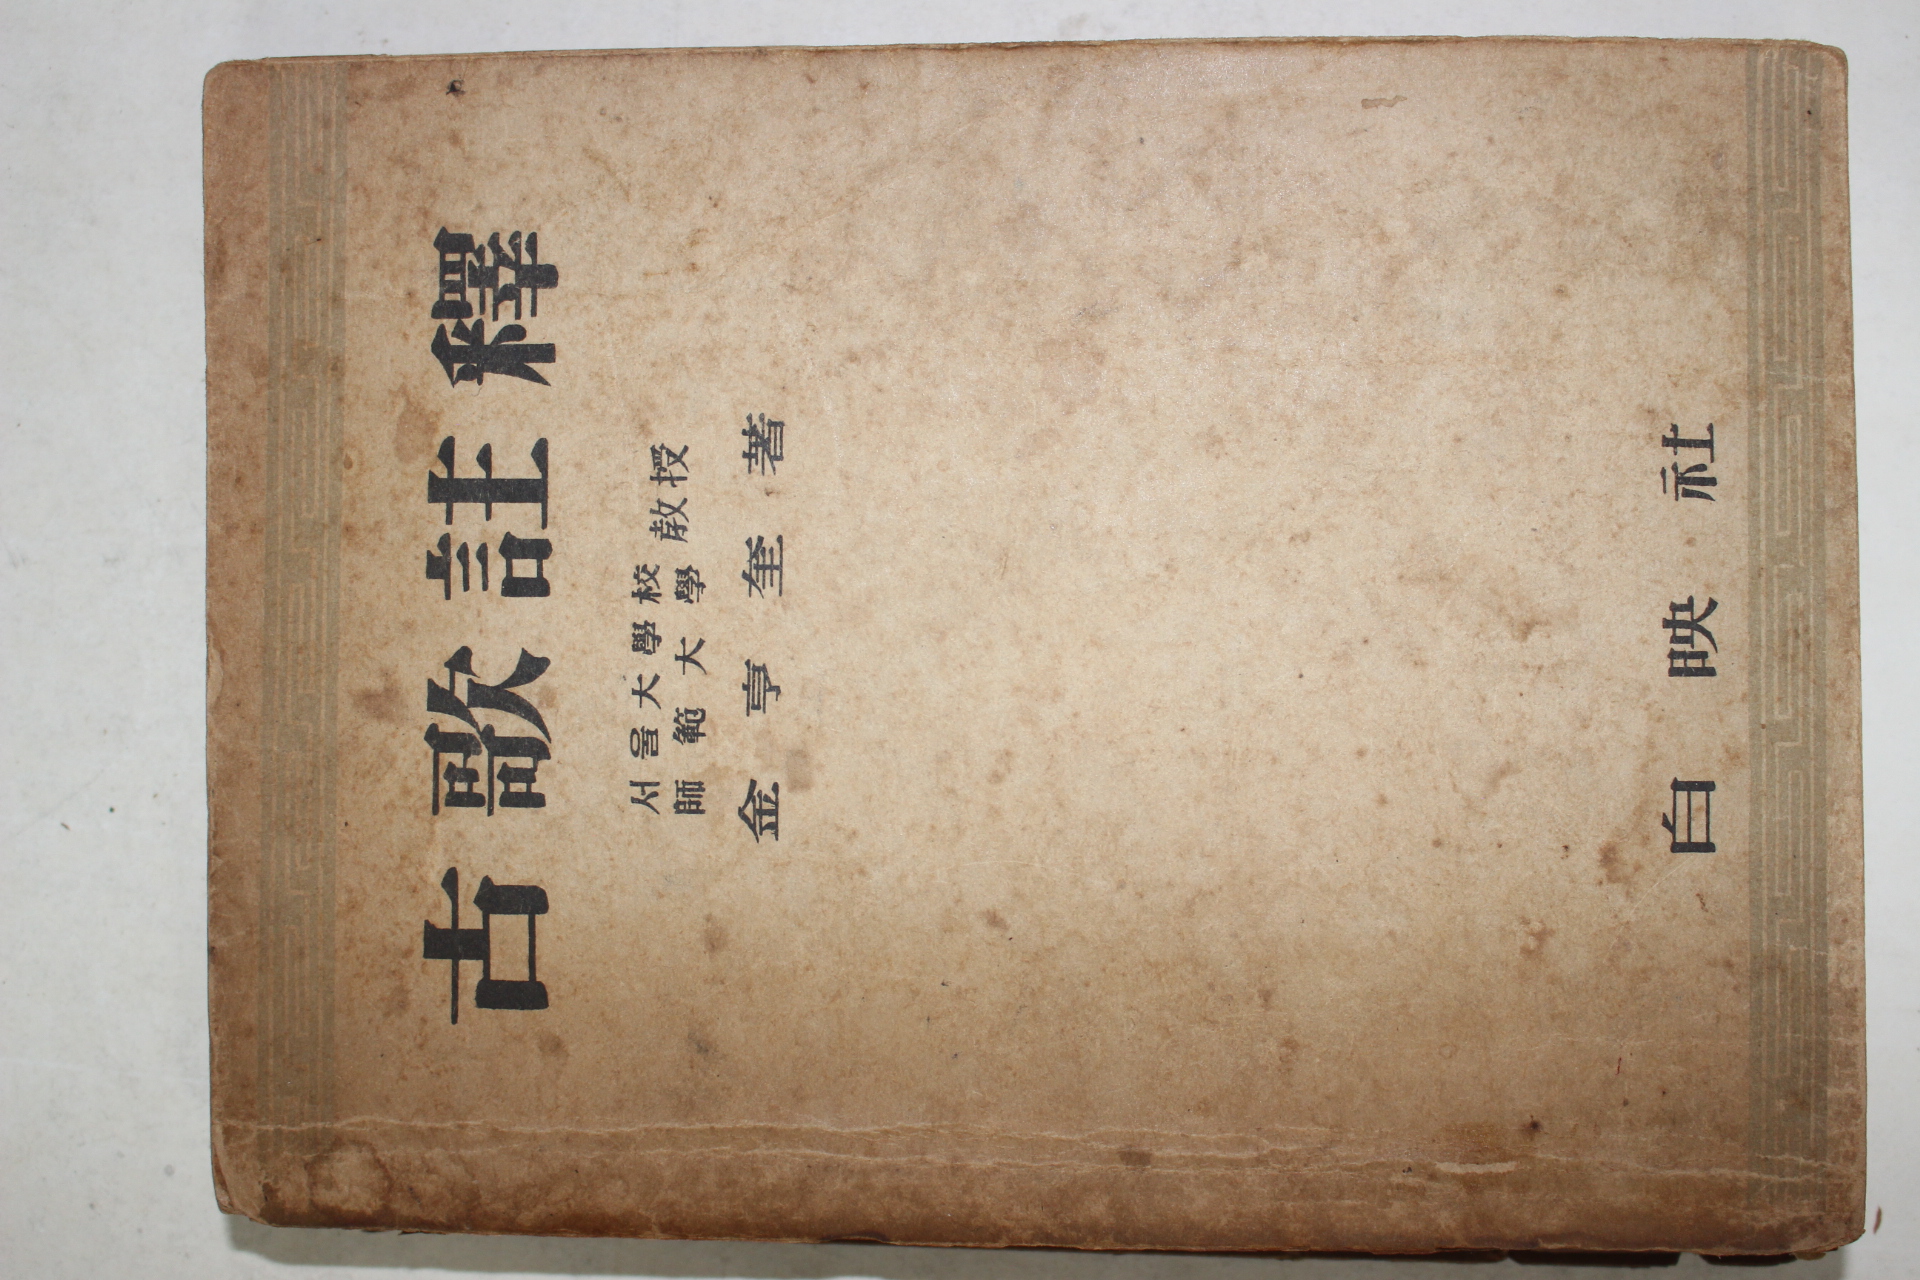 古歌註釋
서울大學校
師範大學 敎授
金亨奎 著
白映社